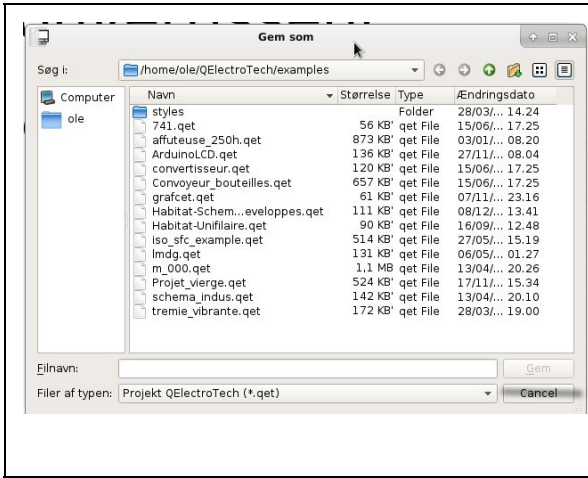 Gem som
Søg i: /home/ole/QElectroTech/examples
Computer
ole
Navn Størrelse Type Ændringsdato
styles Folder 28/03/... 14.24
741.qet 56 KB' qet File 15/06/... 17.25
affuteuse_250h.qet 873 KB' qet File 03/01/... 08.20
ArduinoLCD.qet 136 KB' qet File 27/11/... 08.04
convertisseur.qet 120 KB' qet File 15/06/... 17.25
Convoyeur_bouteilles.qet 657 KB' qet File 15/06/... 17.25
grafcet.qet 61 KB' qet File 07/11/... 23.16
Habitat-Schem...eveloppes.qet 111 KB' qet File 08/12/... 13.41
Habitat-Unifilaire.qet 90 KB' qet File 16/09/... 12.48
iso_sfc_example.qet 514 KB' qet File 27/05/... 15.19
lmdg.qet 131 KB' qet File 06/05/... 01.27
m_000.qet 1,1 MB qet File 13/04/... 20.26
Projet_vierge.qet 524 KB' qet File 17/11/... 15.34
schema_indus.qet 142 KB' qet File 13/04/... 20.10
tremie_vibrante.qet 172 KB' qet File 28/03/... 19.00
Filnavn: Gem
Filer af typen: Projekt QElectroTech (*.qet) Cancel